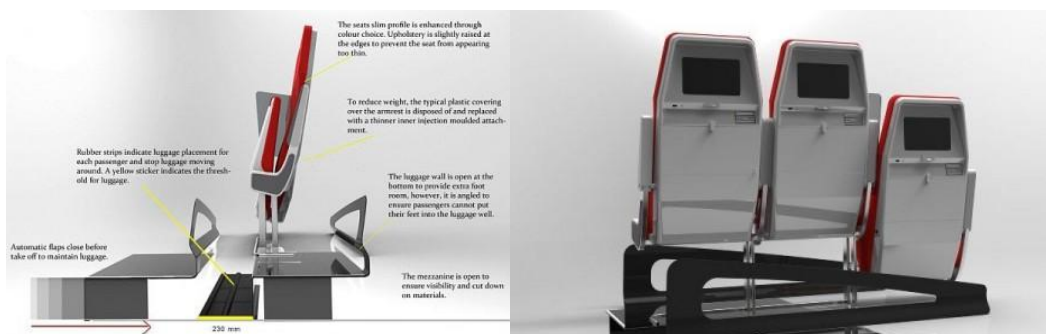 The seats slim profile is enhanced through
colour choice. Upholstery is slightly raised at
the edges to prevent the seat from appearing
too thin.
To reduce weight, the typical plastic covering
over the armrest is disposed of and replaced
with a thinner inner injection moulded attach-
ment.
Rubber strips indicate luggage placement for
each passenger and stop luggage moving
around. A yellow sticker indicates the thresh-
old for luggage.
The luggage wall is open at the
bottom to provide extra foot
room, however, it is angled to
ensure passengers cannot put
their feet into the luggage well.
Automatic flaps close before
take off to maintain luggage.
The mezzanine is open to
ensure visibility and cut down
on materials.
230 mm